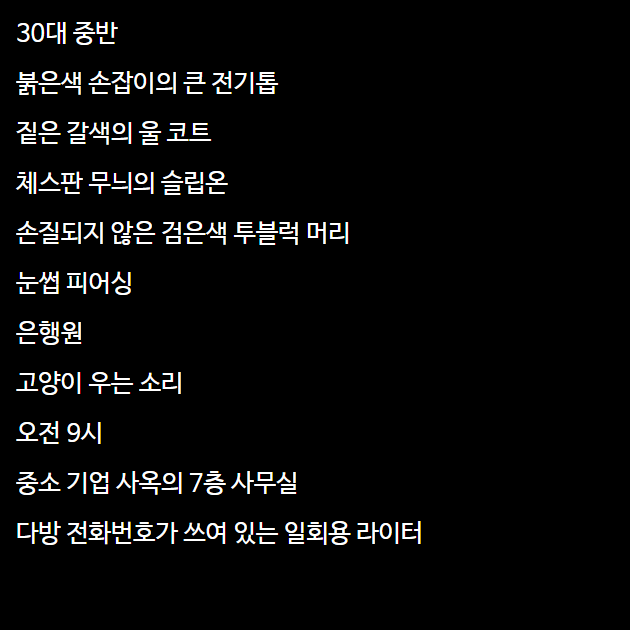 30대 중반
붉은색 손잡이의 큰 전기톱
짙은 갈색의 울 코트
체스판 무늬의 슬립온
손질되지 않은 검은색 투블럭 머리
눈썹 피어싱
은행원
고양이 우는 소리
오전 9시
중소 기업 사옥의 7층 사무실
다방 전화번호가 쓰여 있는 일회용 라이터